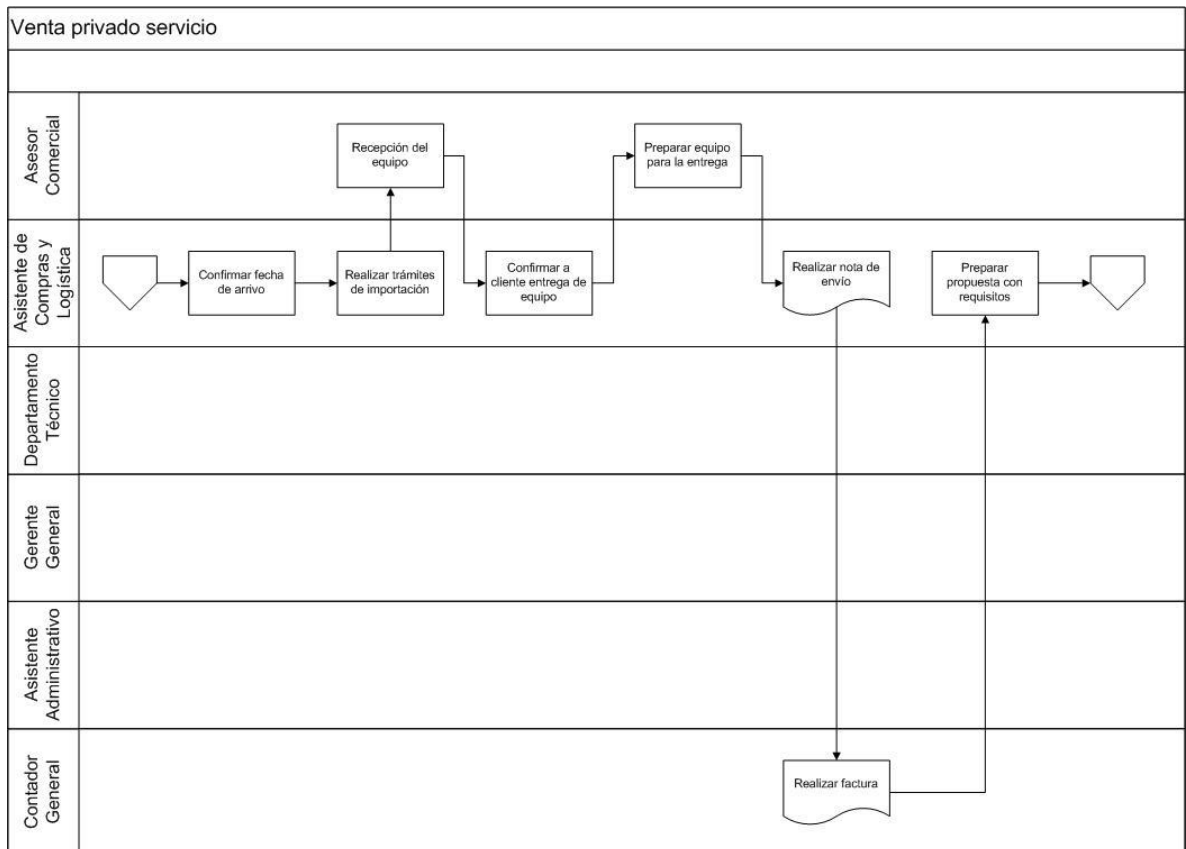 Venta privado servicio
Asesor
Comercial
Recepción del
equipo
Preparar equipo
para la entrega
Asistente de
Compras y
Logística
Confirmar fecha
de arrivo
Realizar trámites
de importación
Confirmar a
cliente entrega de
equipo
Realizar nota de
envío
Preparar
propuesta con
requisitos
Departamento
Técnico
Gerente
General
Asistente
Administrativo
Contador
General
Realizar factura